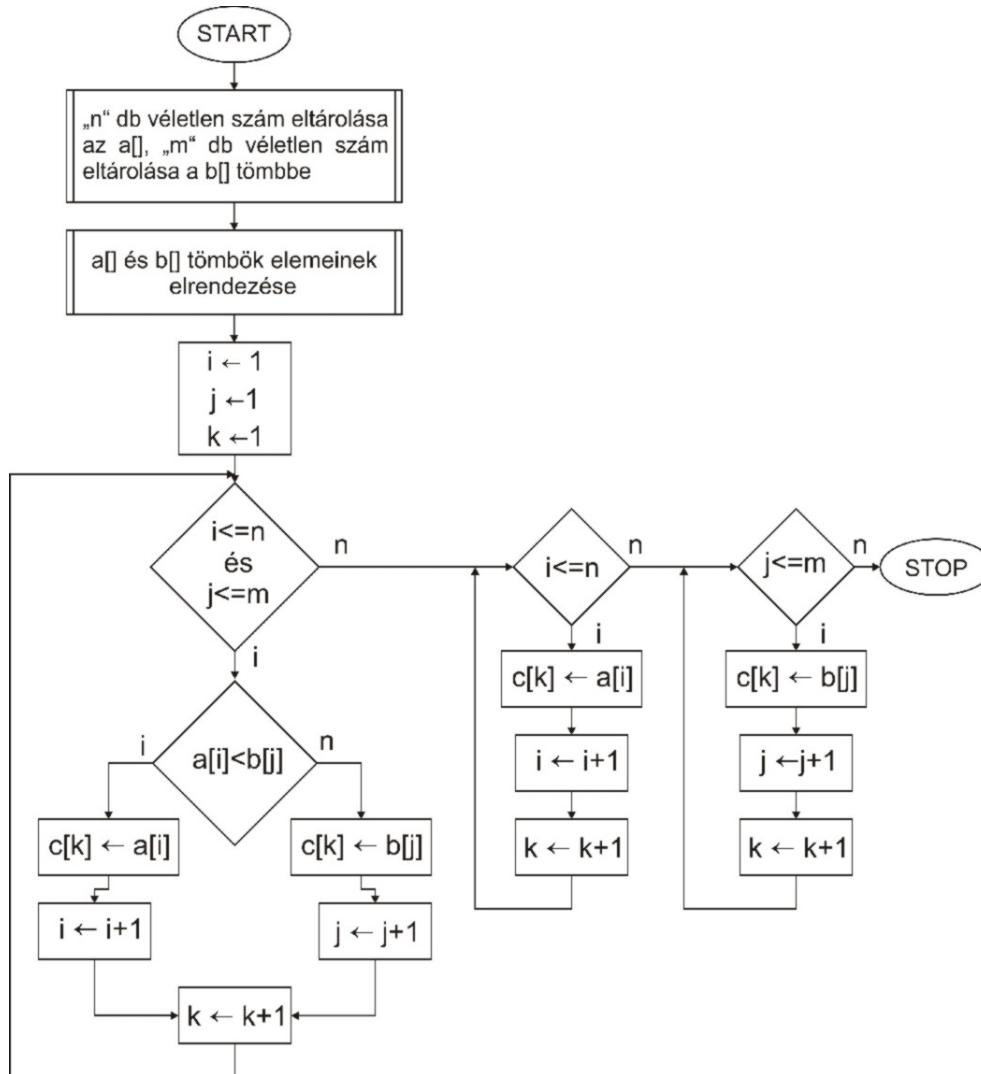 START
„n“ db véletlen szám eltárolása
az a[], „m“ db véletlen szám
eltárolása a b[] tömbbe
a[] és b[] tömbök elemeinek
elrendezése
i ← 1
j ←1
k ←1
i<=n
és
j<=m
n
i<=n
n
j<=m
n
STOP
i
i
i
c[k] ← a[i]
c[k] ← b[j]
i ← i+1
j ←j+1
k ← k+1
k ← k+1
a[i]<b[j]
i
n
c[k] ← a[i]
c[k] ← b[j]
i ← i+1
j ← j+1
k ← k+1